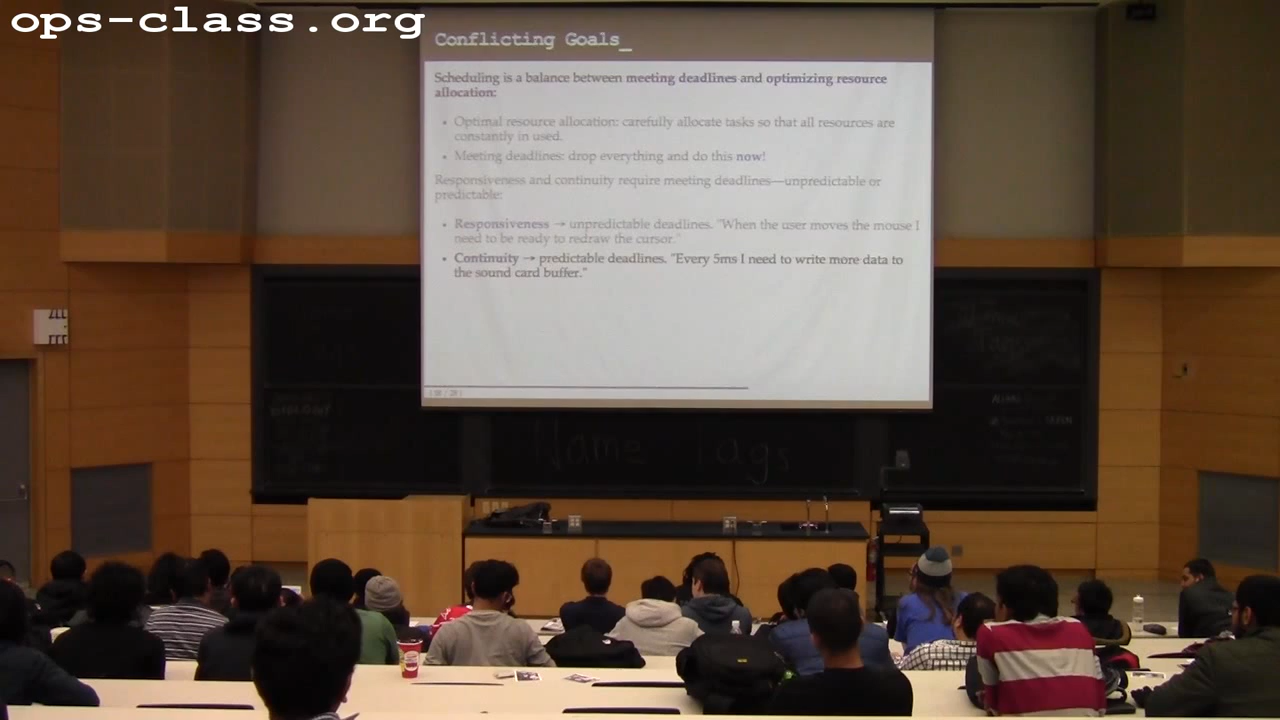 ops-class.org
Conflicting Goals_
Scheduling is a balance between meeting deadlines and optimizing resource
allocation:
• Optimal resource allocation: carefully allocate tasks so that all resources are
constantly in used.
• Meeting deadlines: drop everything and do this now!
Responsiveness and continuity require meeting deadlines—unpredictable or
predictable:
• Responsiveness → unpredictable deadlines. "When the user moves the mouse I
need to be ready to redraw the cursor."
• Continuity → predictable deadlines. "Every 5ms I need to write more data to
the sound card buffer."
Name Tags